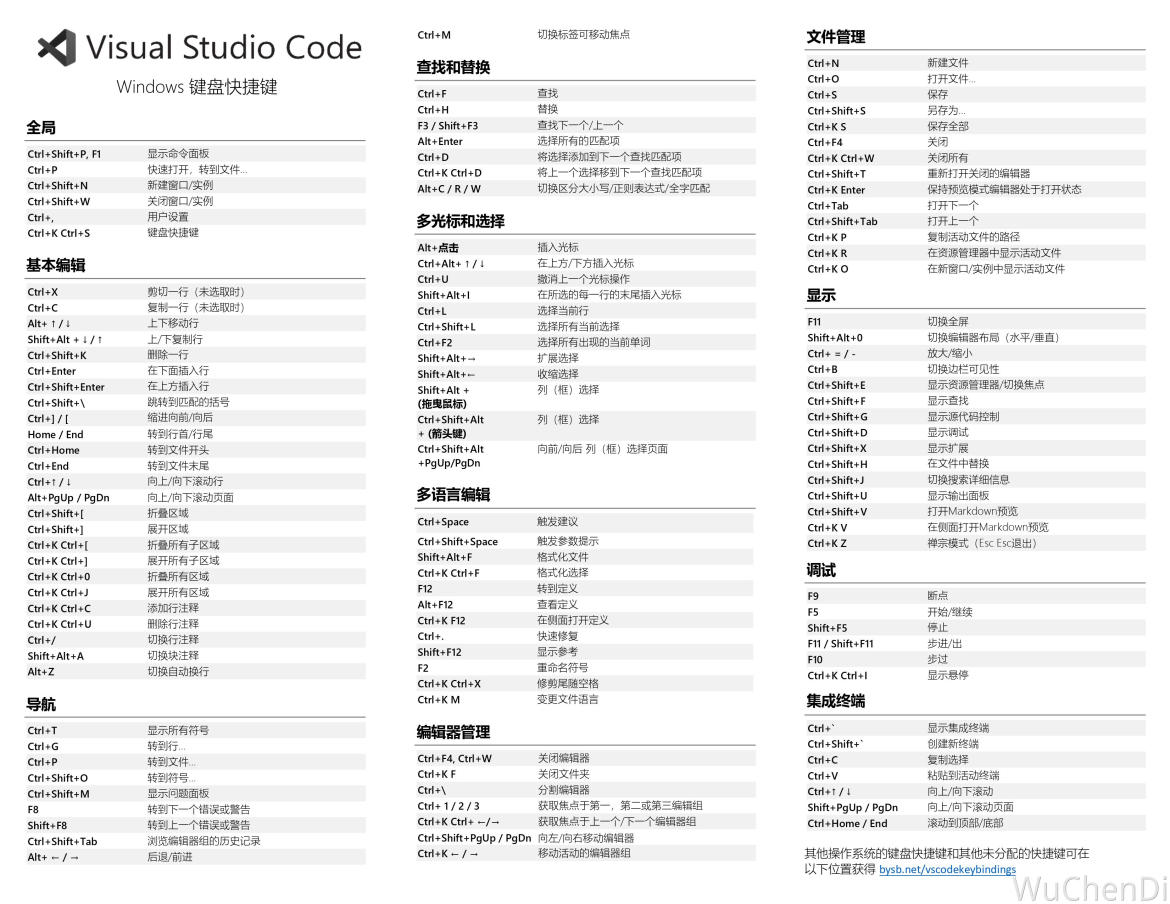 Visual Studio Code
Windows 键盘快捷键
全局
Ctrl+Shift+P, F1 显示命令面板
Ctrl+P 快速打开，转到文件...
Ctrl+Shift+N 新建窗口/实例
Ctrl+Shift+W 关闭窗口/实例
Ctrl+, 用户设置
Ctrl+K Ctrl+S 键盘快捷键
基本编辑
Ctrl+X 剪切一行（未选取时）
Ctrl+C 复制一行（未选取时）
Alt+ ↑ / ↓ 上下移动行
Shift+Alt + ↓ / ↑ 上/下复制行
Ctrl+Shift+K 删除一行
Ctrl+Enter 在下面插入行
Ctrl+Shift+Enter 在上方插入行
Ctrl+Shift+\ 跳转到匹配的括号
Ctrl+] / [ 缩进向前/向后
Home / End 转到行首/行尾
Ctrl+Home 转到文件开头
Ctrl+End 转到文件末尾
Ctrl+↑ / ↓ 向上/向下滚动行
Alt+PgUp / PgDn 向上/向下滚动页面
Ctrl+Shift+[ 折叠区域
Ctrl+Shift+] 展开区域
Ctrl+K Ctrl+[ 折叠所有子区域
Ctrl+K Ctrl+] 展开所有子区域
Ctrl+K Ctrl+0 折叠所有区域
Ctrl+K Ctrl+J 展开所有区域
Ctrl+K Ctrl+C 添加行注释
Ctrl+K Ctrl+U 删除行注释
Ctrl+/ 切换行注释
Shift+Alt+A 切换块注释
Alt+Z 切换自动换行
导航
Ctrl+T 显示所有符号
Ctrl+G 转到行...
Ctrl+P 转到文件...
Ctrl+Shift+O 转到符号...
Ctrl+Shift+M 显示问题面板
F8 转到下一个错误或警告
Shift+F8 转到上一个错误或警告
Ctrl+Shift+Tab 浏览编辑器组的历史记录
Alt+ ← / → 后退/前进
Ctrl+M 切换标签可移动焦点
查找和替换
Ctrl+F 查找
Ctrl+H 替换
F3 / Shift+F3 查找下一个/上一个
Alt+Enter 选择所有的匹配项
Ctrl+D 将选择添加到下一个查找匹配项
Ctrl+K Ctrl+D 将上一个选择移到下一个查找匹配项
Alt+C / R / W 切换区分大小写/正则表达式/全字匹配
多光标和选择
Alt+点击 插入光标
Ctrl+Alt+ ↑ / ↓ 在上方/下方插入光标
Ctrl+U 撤消上一个光标操作
Shift+Alt+I 在所选的每一行的末尾插入光标
Ctrl+L 选择当前行
Ctrl+Shift+L 选择所有当前选择
Ctrl+F2 选择所有出现的当前单词
Shift+Alt+→ 扩展选择
Shift+Alt+← 收缩选择
Shift+Alt + 列（框）选择
(拖曳鼠标)
Ctrl+Shift+Alt 列（框）选择
+ (箭头键)
Ctrl+Shift+Alt 向前/向后 列（框）选择页面
+PgUp/PgDn
多语言编辑
Ctrl+Space 触发建议
Ctrl+Shift+Space 触发参数提示
Shift+Alt+F 格式化文件
Ctrl+K Ctrl+F 格式化选择
F12 转到定义
Alt+F12 查看定义
Ctrl+K F12 在侧面打开定义
Ctrl+. 快速修复
Shift+F12 显示参考
F2 重命名符号
Ctrl+K Ctrl+X 修剪尾随空格
Ctrl+K M 变更文件语言
编辑器管理
Ctrl+F4, Ctrl+W 关闭编辑器
Ctrl+K F 关闭文件夹
Ctrl+\ 分割编辑器
Ctrl+ 1 / 2 / 3 获取焦点于第一，第二或第三编辑组
Ctrl+K Ctrl+ ←/→ 获取焦点于上一个/下一个编辑器组
Ctrl+Shift+PgUp / PgDn 向左/向右移动编辑器
Ctrl+K ← / → 移动活动的编辑器组
文件管理
Ctrl+N 新建文件
Ctrl+O 打开文件...
Ctrl+S 保存
Ctrl+Shift+S 另存为...
Ctrl+K S 保存全部
Ctrl+F4 关闭
Ctrl+K Ctrl+W 关闭所有
Ctrl+Shift+T 重新打开关闭的编辑器
Ctrl+K Enter 保持预览模式编辑器处于打开状态
Ctrl+Tab 打开下一个
Ctrl+Shift+Tab 打开上一个
Ctrl+K P 复制活动文件的路径
Ctrl+K R 在资源管理器中显示活动文件
Ctrl+K O 在新窗口/实例中显示活动文件
显示
F11 切换全屏
Shift+Alt+0 切换编辑器布局（水平/垂直）
Ctrl+ = / - 放大/缩小
Ctrl+B 切换边栏可见性
Ctrl+Shift+E 显示资源管理器/切换焦点
Ctrl+Shift+F 显示查找
Ctrl+Shift+G 显示源代码控制
Ctrl+Shift+D 显示调试
Ctrl+Shift+X 显示扩展
Ctrl+Shift+H 在文件中替换
Ctrl+Shift+J 切换搜索详细信息
Ctrl+Shift+U 显示输出面板
Ctrl+Shift+V 打开Markdown预览
Ctrl+K V 在侧面打开Markdown预览
Ctrl+K Z 禅宗模式（Esc Esc退出）
调试
F9 断点
F5 开始/继续
Shift+F5 停止
F11 / Shift+F11 步进/出
F10 步过
Ctrl+K Ctrl+I 显示悬停
集成终端
Ctrl+` 显示集成终端
Ctrl+Shift+` 创建新终端
Ctrl+C 复制选择
Ctrl+V 粘贴到活动终端
Ctrl+↑ / ↓ 向上/向下滚动
Shift+PgUp / PgDn 向上/向下滚动页面
Ctrl+Home / End 滚动到顶部/底部
其他操作系统的键盘快捷键和其他未分配的快捷键可在
以下位置获得 bysb.net/vscodekeybindings
WuChenDi